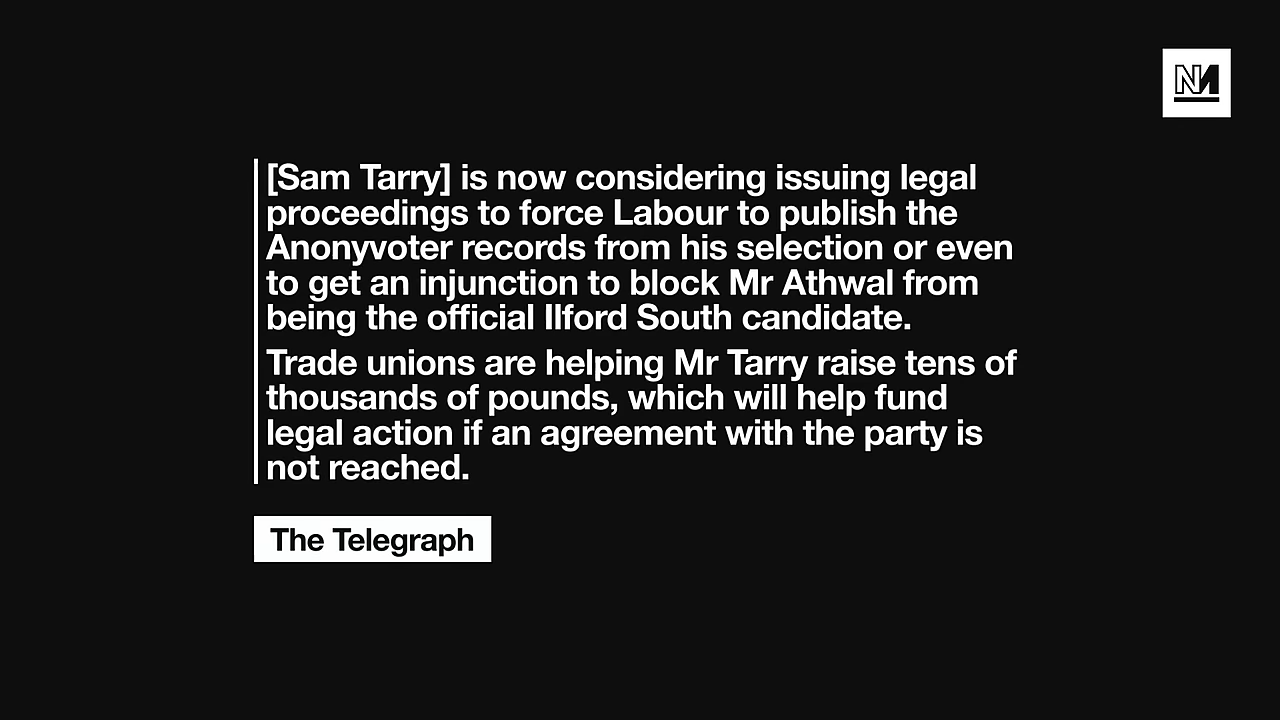 [Sam Tarry] is now considering issuing legal
proceedings to force Labour to publish the
Anonyvoter records from his selection or even
to get an injunction to block Mr Athwal from
being the official Ilford South candidate.
Trade unions are helping Mr Tarry raise tens of
thousands of pounds, which will help fund
legal action if an agreement with the party is
not reached.
The Telegraph